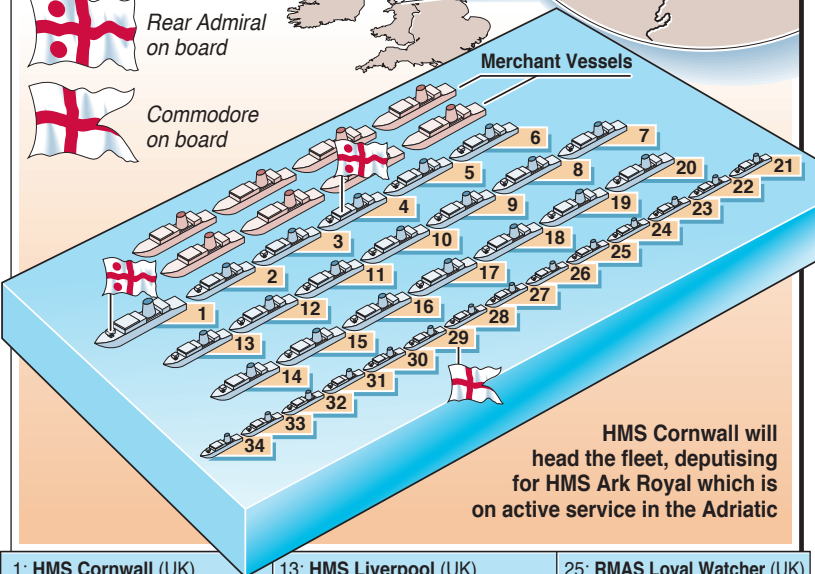 Rear Admiral
on board
Commodore
on board
Merchant Vessels
6
7
5
8
20
21
4
9
19
22
3
10
18
23
2
11
17
24
1
12
16
25
13
15
26
14
27
28
29
30
31
32
33
34
HMS Cornwall will
head the fleet, deputising
for HMS Ark Royal which is
on active service in the Adriatic
1: HMS Cornwall (UK)
13: HMS Liverpool (UK)
25: RMAS Loyal Watcher (UK)